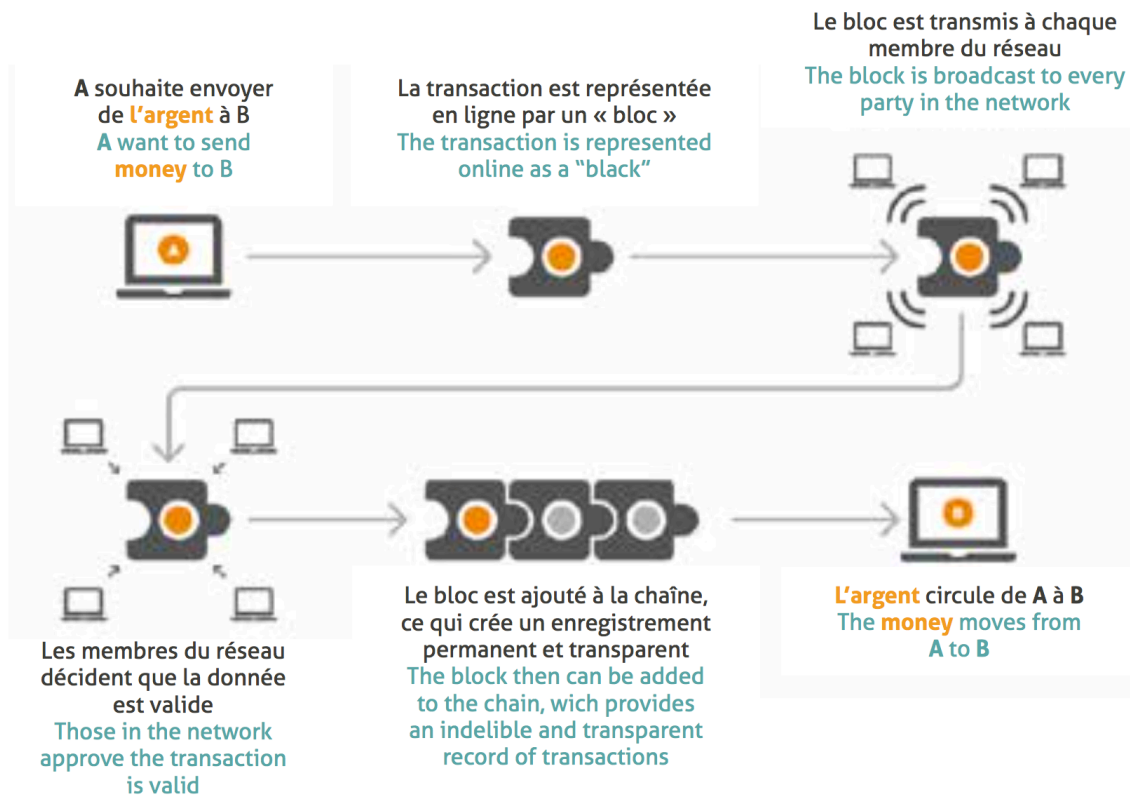 A souhaite envoyer
de l'argent à B
A want to send
money to B
La transaction est représentée
en ligne par un « bloc »
The transaction is represented
online as a “black”
Le bloc est transmis à chaque
membre du réseau
The block is broadcast to every
party in the network
A
Les membres du réseau
décident que la donnée
est valide
Those in the network
approve the transaction
is valid
Le bloc est ajouté à la chaîne,
ce qui crée un enregistrement
permanent et transparent
The block then can be added
to the chain, wich provides
an indelible and transparent
record of transactions
B
L'argent circule de A à B
The money moves from
A to B